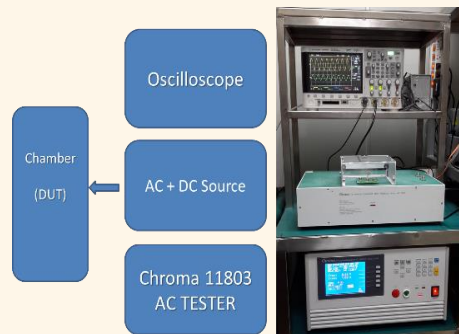 Oscilloscope
Chamber
(DUT)
AC + DC Source
Chroma 11803
AC TESTER